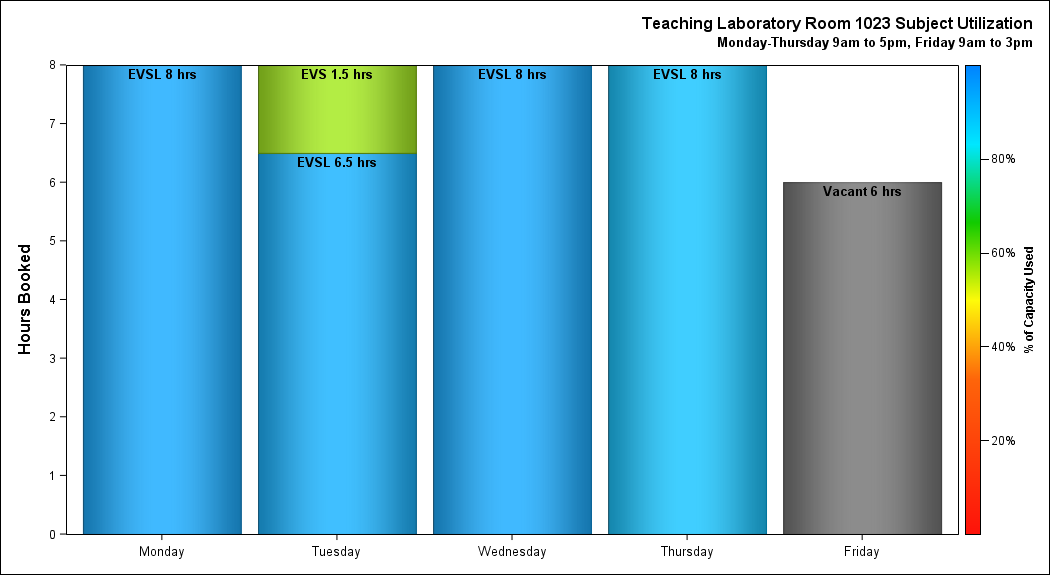 Teaching Laboratory Room 1023 Subject Utilization
Monday-Thursday 9am to 5pm, Friday 9am to 3pm
Hours Booked
8
7
6
5
4
3
2
1
0
EVSL 8 hrs
EVS 1.5 hrs
EVSL 6.5 hrs
EVSL 8 hrs
EVSL 8 hrs
Vacant 6 hrs
Monday
Tuesday
Wednesday
Thursday
Friday
80%
60%
40%
20%
% of Capacity Used